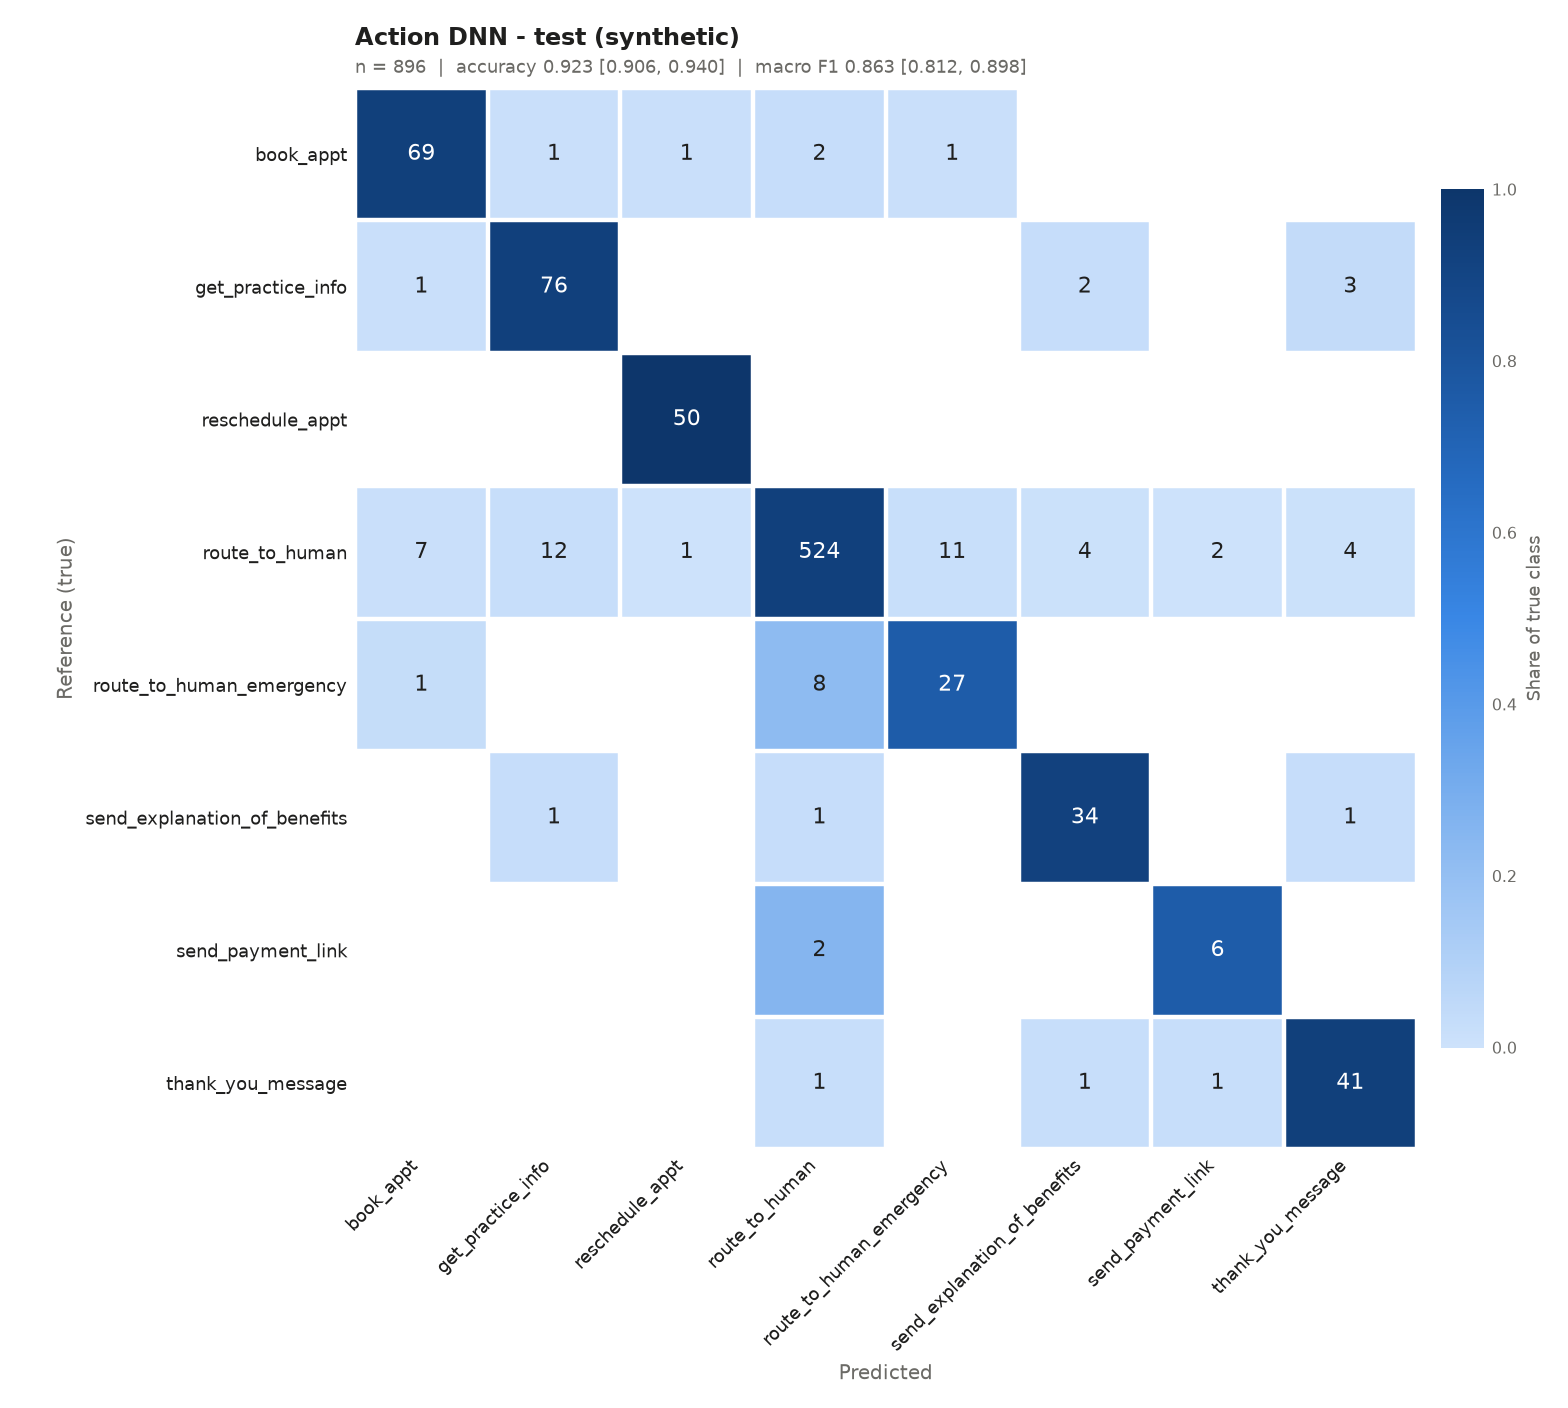 Action DNN - test (synthetic)
n = 896 | accuracy 0.923 [0.906, 0.940] | macro F1 0.863 [0.812, 0.898]
book_appt 69 1 1 2 1
get_practice_info 1 76 2 3
reschedule_appt 50
route_to_human 7 12 1 524 11 4 2 4
route_to_human_emergency 1 8 27
send_explanation_of_benefits 1 1 34 1
send_payment_link 2 6
thank_you_message 1 1 1 41
Reference (true)
book_appt
get_practice_info
reschedule_appt
route_to_human
route_to_human_emergency
send_explanation_of_benefits
send_payment_link
thank_you_message
Predicted
1.0
0.8
0.6
0.4
0.2
0.0
Share of true class